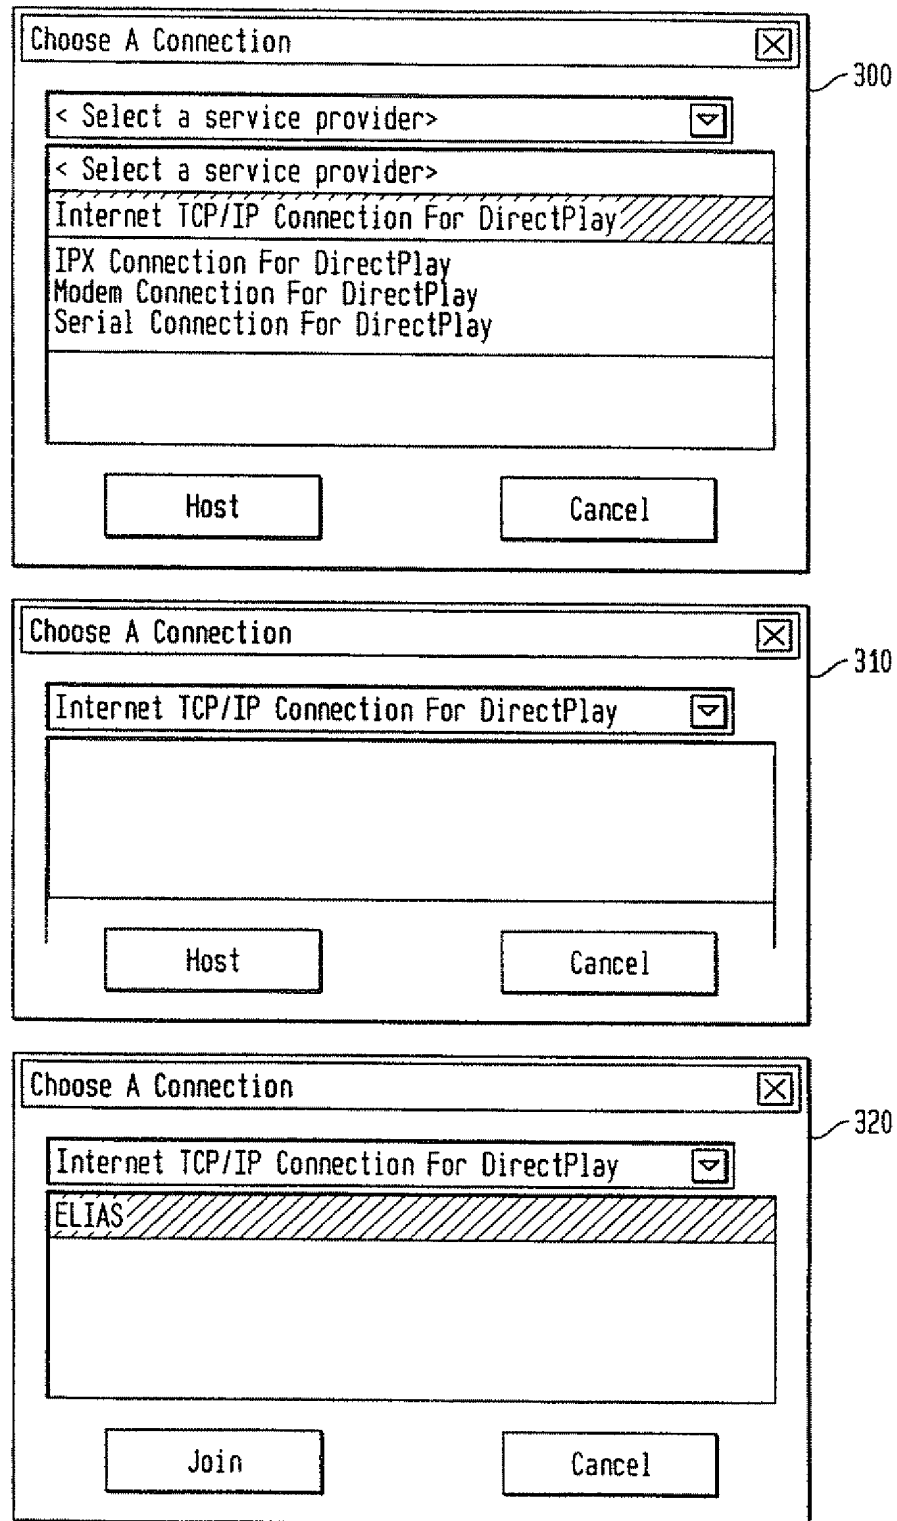 Choose A Connection
300
< Select a service provider>
< Select a service provider>
Internet TCP/IP Connection For DirectPlay
IPX Connection For DirectPlay
Modem Connection For DirectPlay
Serial Connection For DirectPlay
Host
Cancel
Choose A Connection
310
Internet TCP/IP Connection For DirectPlay
Host
Cancel
Choose A Connection
320
Internet TCP/IP Connection For DirectPlay
ELIAS
Join
Cancel